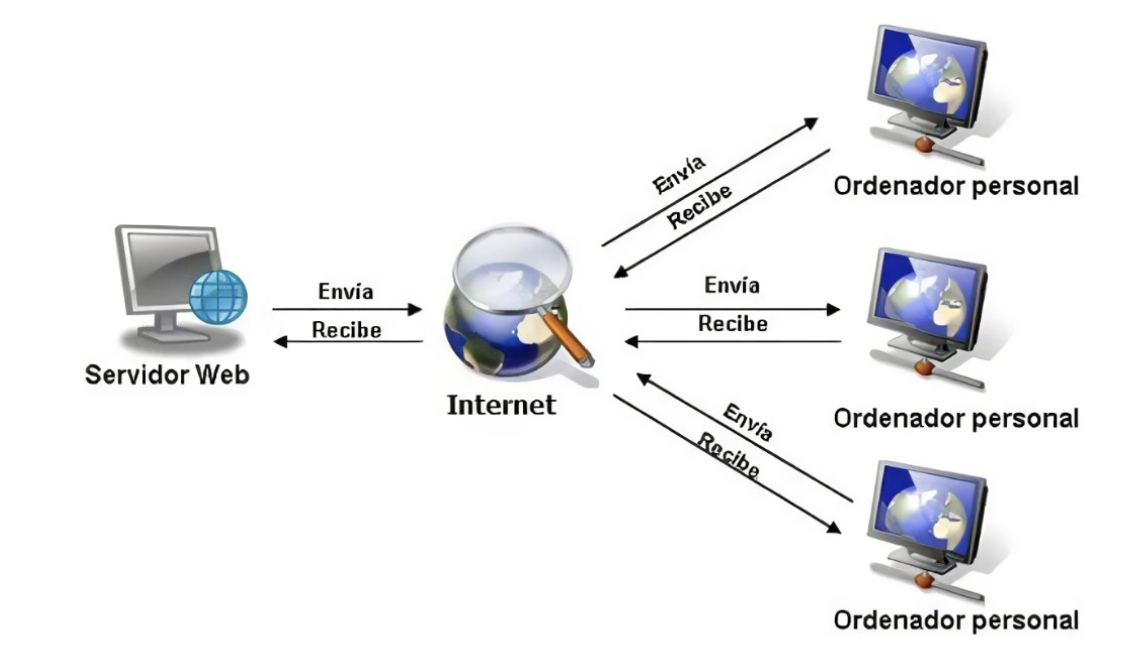 Envía
Recibe
Ordenador personal
Envía
Recibe
Servidor Web
Envía
Recibe
Internet
Ordenador personal
Envía
Recibe
Ordenador personal